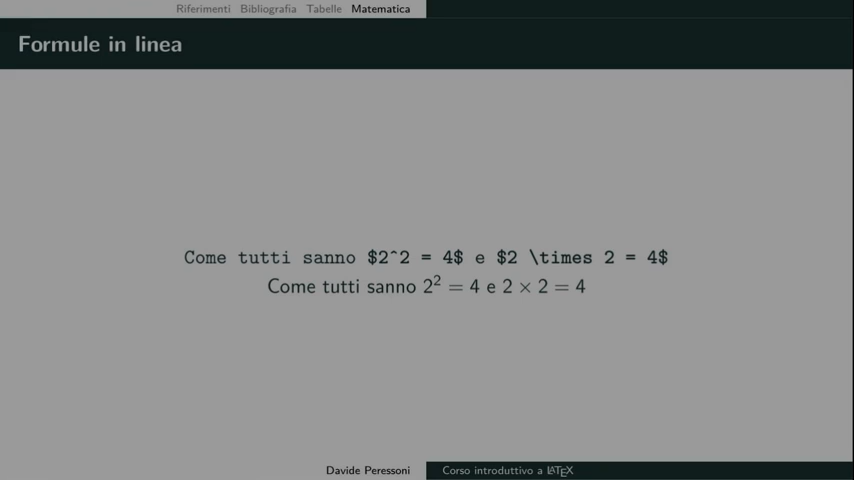 Riferimenti Bibliografia Tabelle Matematica
Formule in linea
Come tutti sanno $2^2 = 4$ e $2 \times 2 = 4$
Come tutti sanno 2² = 4 e 2 × 2 = 4
Davide Peressoni Corso introduttivo a LATEX